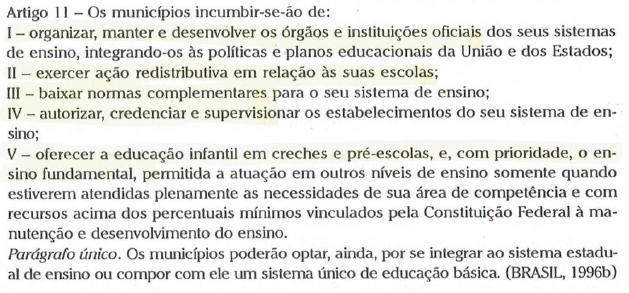 Artigo 11 – Os municípios incumbir-se-ão de:
I – organizar, manter e desenvolver os órgãos e instituições oficiais dos seus sistemas
de ensino, integrando-os às políticas e planos educacionais da União e dos Estados;
II – exercer ação redistributiva em relação às suas escolas;
III – baixar normas complementares para o seu sistema de ensino;
IV – autorizar, credenciar e supervisionar os estabelecimentos do seu sistema de en-
sino;
V – oferecer a educação infantil em creches e pré-escolas, e, com prioridade, o en-
sino fundamental, permitida a atuação em outros níveis de ensino somente quando
estiverem atendidas plenamente as necessidades de sua área de competência e com
recursos acima dos percentuais mínimos vinculados pela Constituição Federal à ma-
nutenção e desenvolvimento do ensino.
Parágrafo único. Os municípios poderão optar, ainda, por se integrar ao sistema estadu-
al de ensino ou compor com ele um sistema único de educação básica. (BRASIL, 1996b)